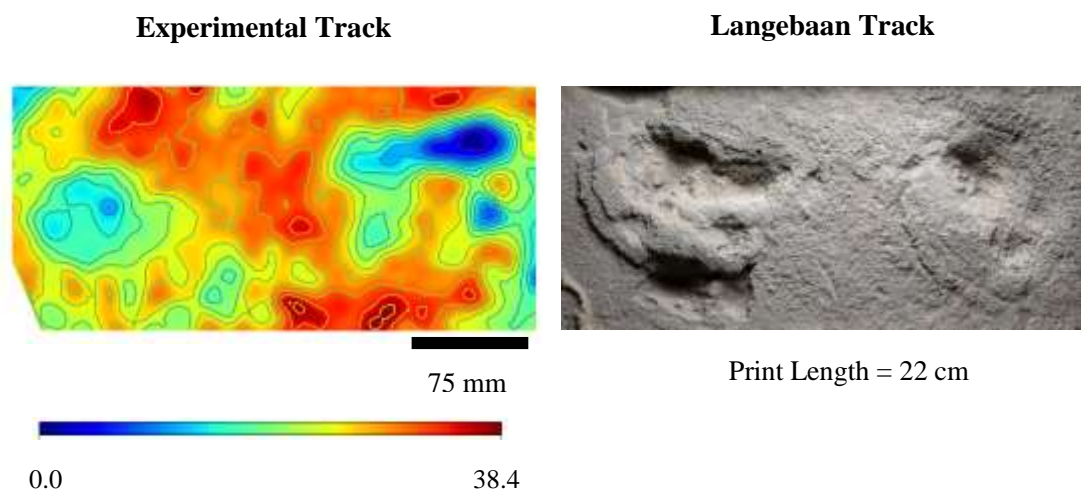 Experimental Track
Langebaan Track
75 mm
Print Length = 22 cm
0.0
38.4